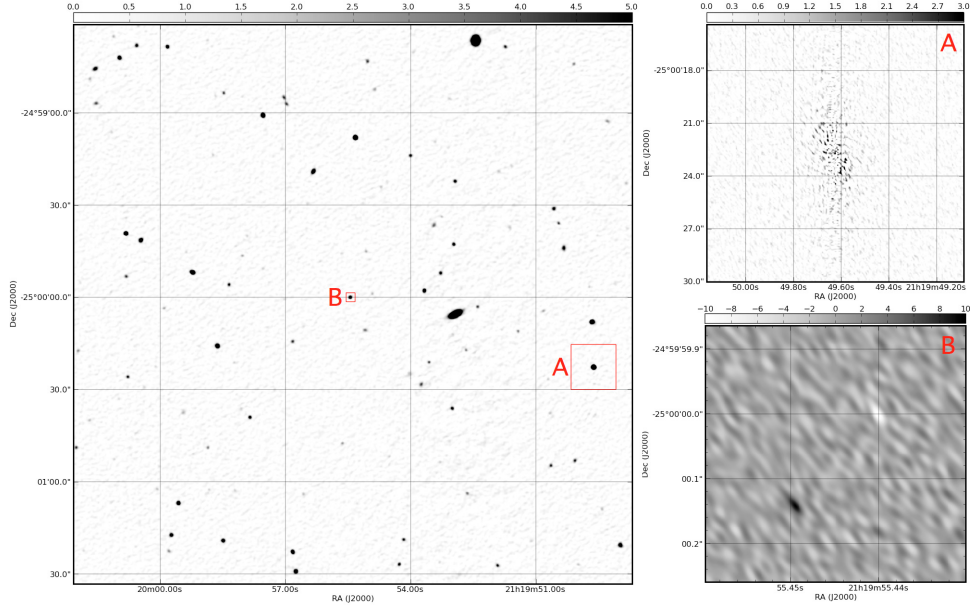 0.0 0.5 1.0 1.5 2.0 2.5 3.0 3.5 4.0 4.5 5.0
-24°59'00.0"
30.0"
-25°00'00.0"
30.0"
01'00.0"
30.0"
Dec (J2000)
20m00.00s 57.00s 54.00s 21h19m51.00s
RA (J2000)
B
A
0.0 0.3 0.6 0.9 1.2 1.5 1.8 2.1 2.4 2.7 3.0
A
-25°00'18.0"
21.0"
24.0"
27.0"
30.0"
Dec (J2000)
50.00s 49.80s 49.60s 49.40s 21h19m49.20s
RA (J2000)
−10 −8 −6 −4 −2 0 2 4 6 8 10
B
-24°59'59.9"
-25°00'00.0"
00.1"
00.2"
Dec (J2000)
55.45s 21h19m55.44s
RA (J2000)